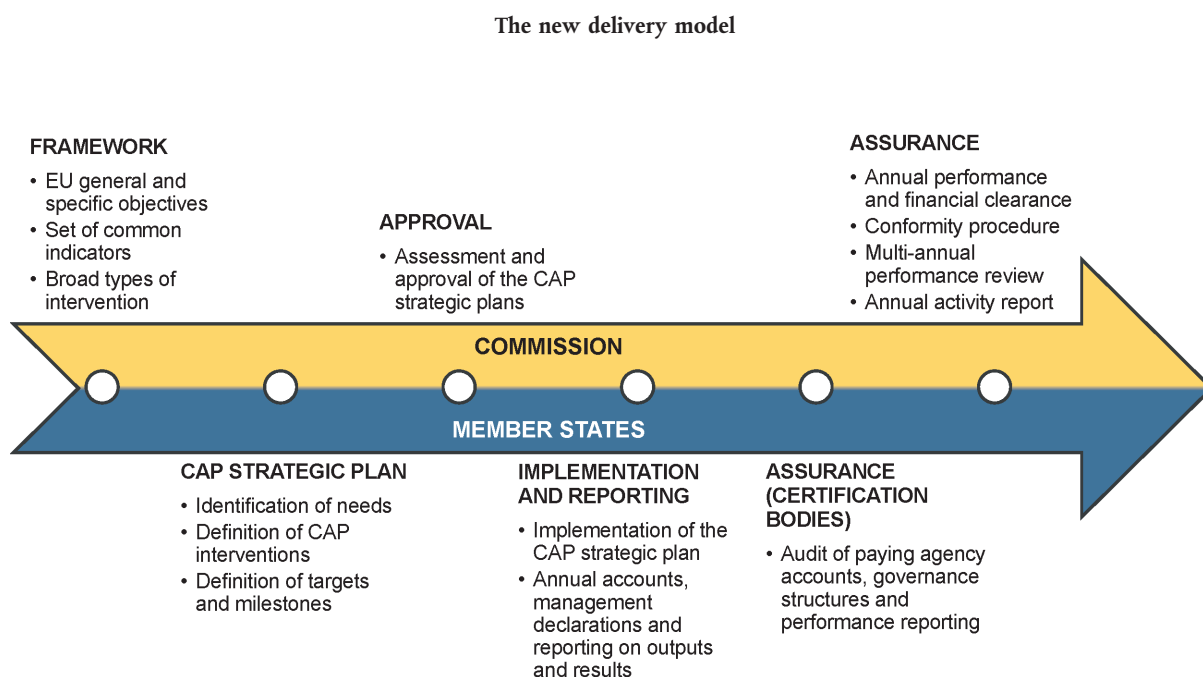 The new delivery model
FRAMEWORK
• EU general and
specific objectives
• Set of common
indicators
• Broad types of
intervention
APPROVAL
• Assessment and
approval of the CAP
strategic plans
ASSURANCE
• Annual performance
and financial clearance
• Conformity procedure
• Multi-annual
performance review
• Annual activity report
COMMISSION
MEMBER STATES
CAP STRATEGIC PLAN
• Identification of needs
• Definition of CAP
interventions
• Definition of targets
and milestones
IMPLEMENTATION
AND REPORTING
• Implementation of the
CAP strategic plan
• Annual accounts,
management
declarations and
reporting on outputs
and results
ASSURANCE
(CERTIFICATION
BODIES)
• Audit of paying agency
accounts, governance
structures and
performance reporting